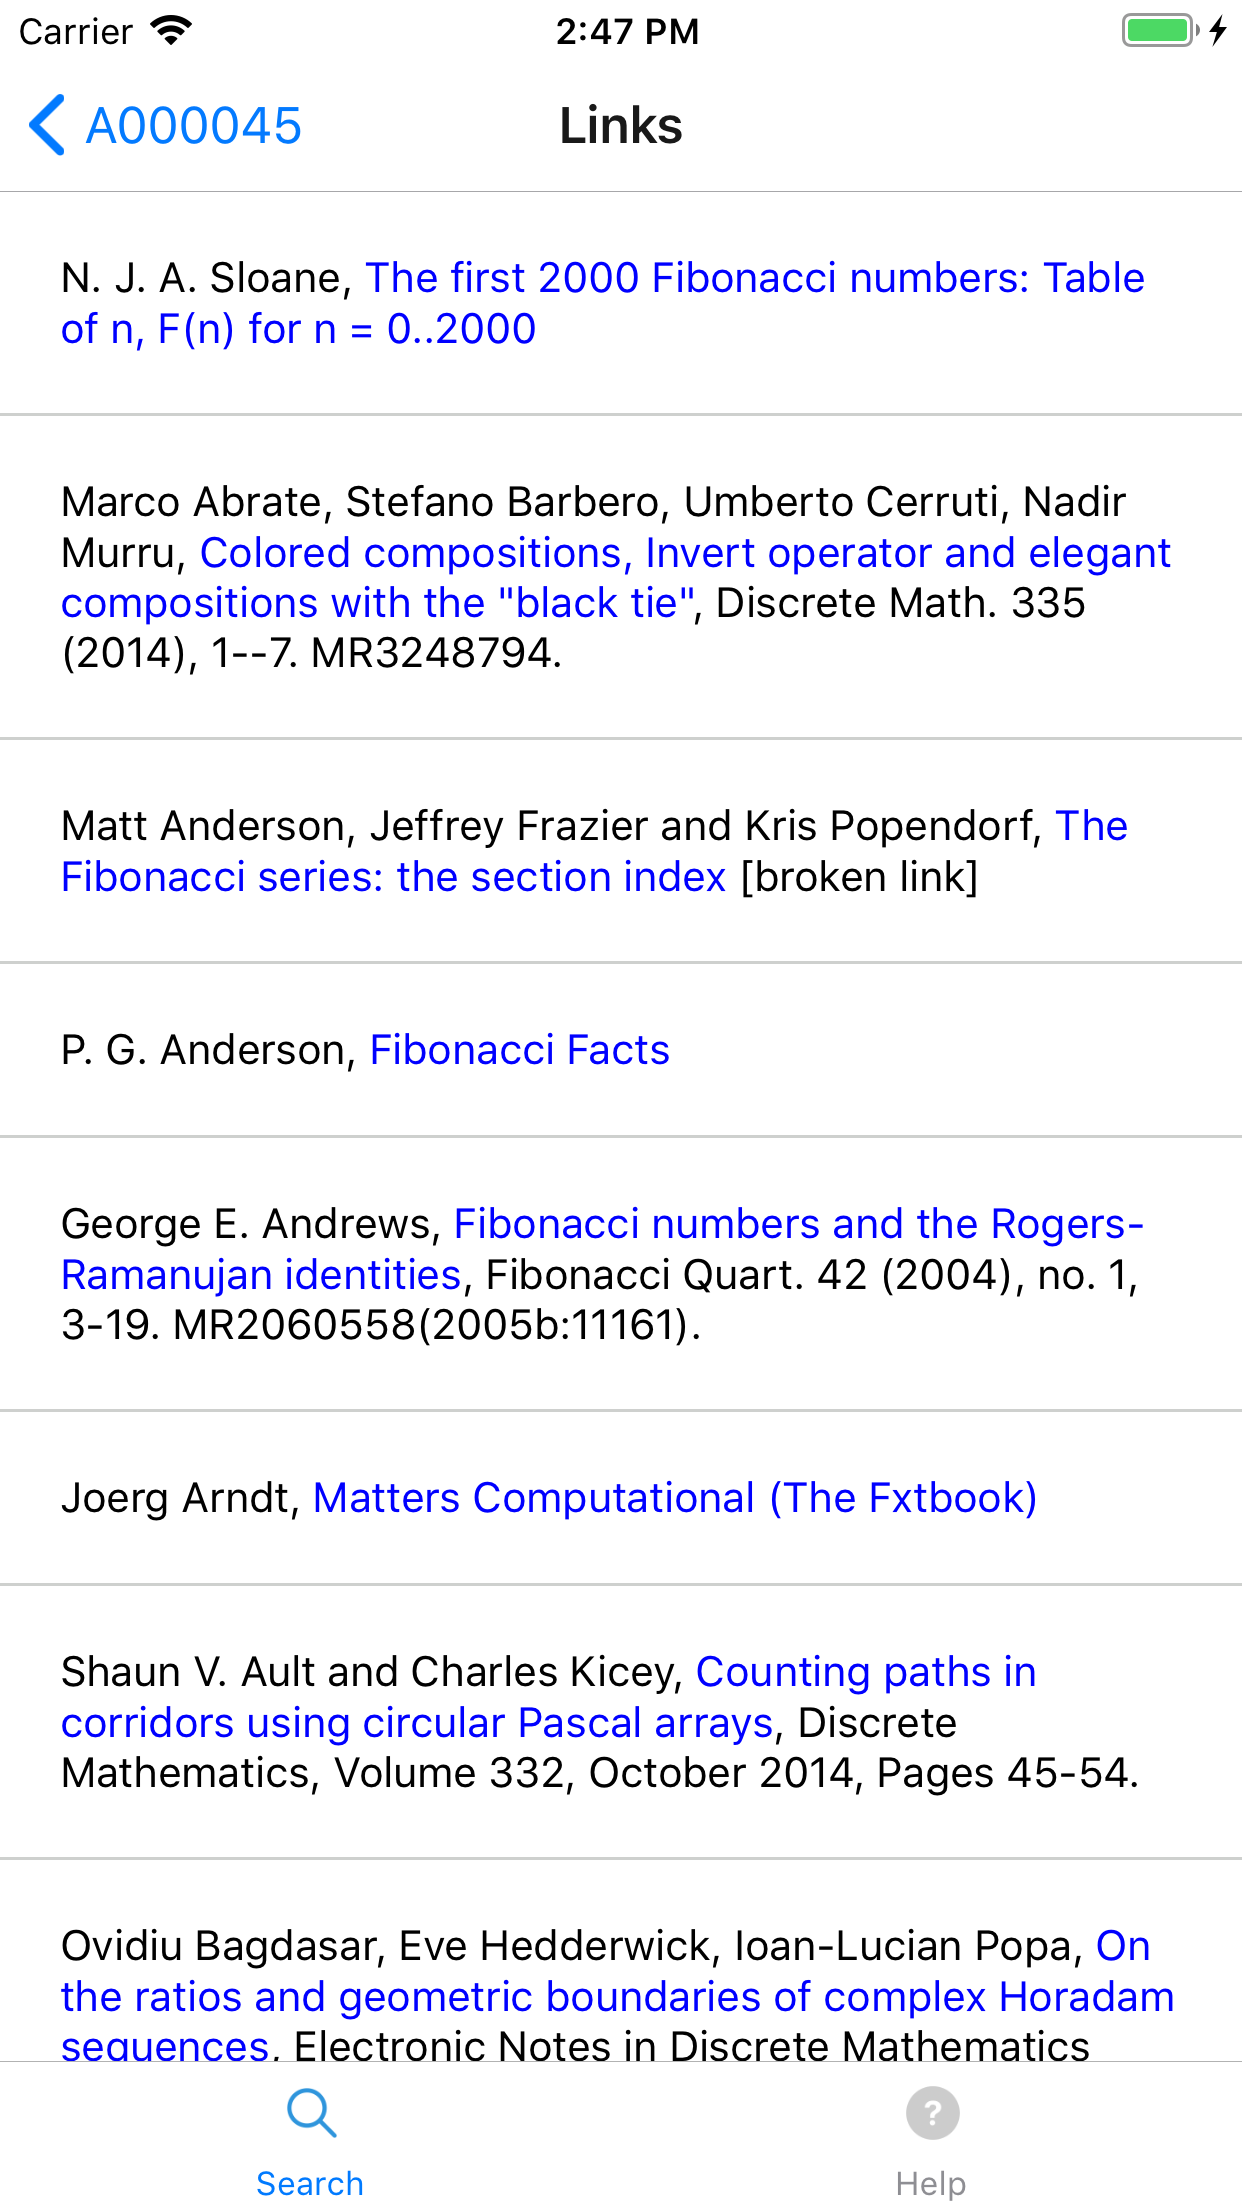 Carrier 2:47 PM
A000045 Links
N. J. A. Sloane, The first 2000 Fibonacci numbers: Table
of n, F(n) for n = 0..2000
Marco Abrate, Stefano Barbero, Umberto Cerruti, Nadir
Murru, Colored compositions, Invert operator and elegant
compositions with the "black tie", Discrete Math. 335
(2014), 1--7. MR3248794.
Matt Anderson, Jeffrey Frazier and Kris Popendorf, The
Fibonacci series: the section index [broken link]
P. G. Anderson, Fibonacci Facts
George E. Andrews, Fibonacci numbers and the Rogers-
Ramanujan identities, Fibonacci Quart. 42 (2004), no. 1,
3-19. MR2060558(2005b:11161).
Joerg Arndt, Matters Computational (The Fxtbook)
Shaun V. Ault and Charles Kicey, Counting paths in
corridors using circular Pascal arrays, Discrete
Mathematics, Volume 332, October 2014, Pages 45-54.
Ovidiu Bagdasar, Eve Hedderwick, Ioan-Lucian Popa, On
the ratios and geometric boundaries of complex Horadam
sequences, Electronic Notes in Discrete Mathematics
?
Search Help